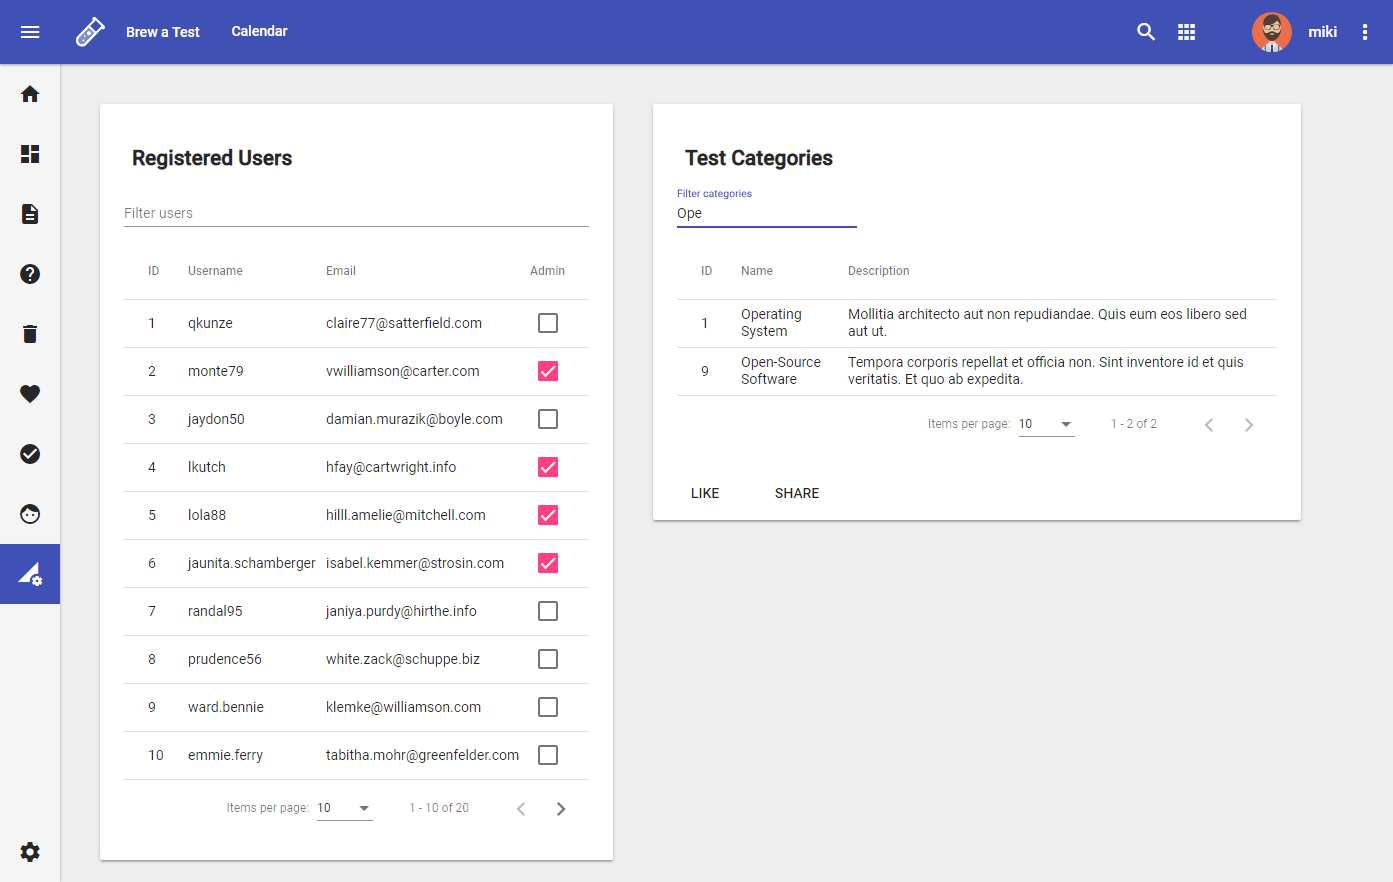 Brew a Test
Calendar
miki
Registered Users
Filter users
ID Username Email Admin
1 qkunze claire77@satterfield.com
2 monte79 vwilliamson@carter.com
3 jaydon50 damian.murazik@boyle.com
4 lkutch hfay@cartwright.info
5 lola88 hilll.amelie@mitchell.com
6 jaunita.schamberger isabel.kemmer@strosin.com
7 randal95 janiya.purdy@hirthe.info
8 prudence56 white.zack@schuppe.biz
9 ward.bennie klemke@williamson.com
10 emmie.ferry tabitha.mohr@greenfelder.com
Items per page: 10 1 - 10 of 20
Test Categories
Filter categories
Ope
ID Name Description
1 Operating System Mollitia architecto aut non repudiandae. Quis eum eos libero sed
aut ut.
9 Open-Source Software Tempora corporis repellat et officia non. Sint inventore id et quis
veritatis. Et quo ab expedita.
Items per page: 10 1 - 2 of 2
LIKE SHARE